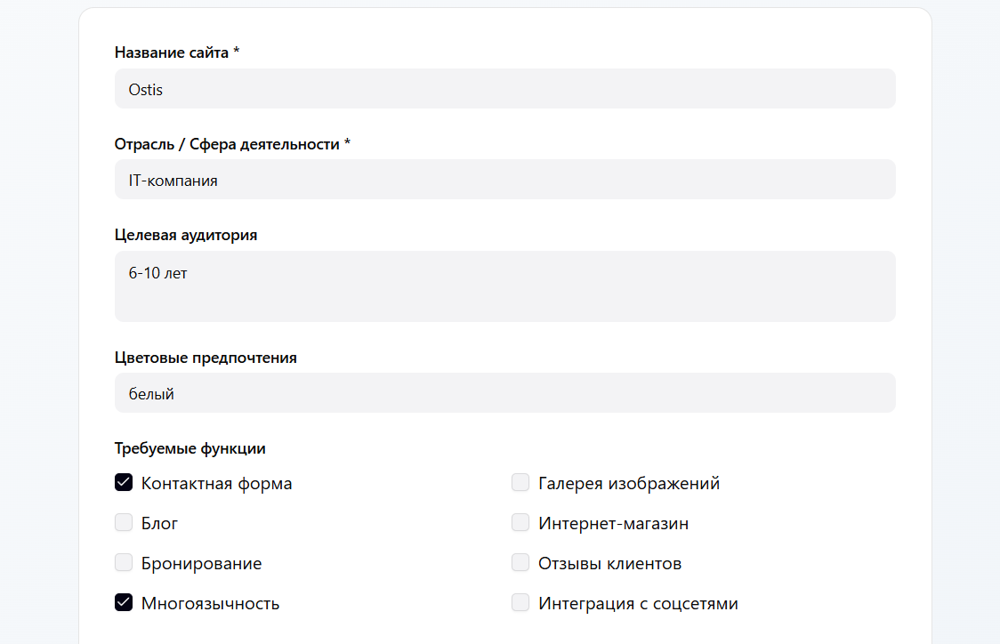 Название сайта *
Ostis
Отрасль / Сфера деятельности *
IT-компания
Целевая аудитория
6-10 лет
Цветовые предпочтения
белый
Требуемые функции
Контактная форма
Галерея изображений
Блог
Интернет-магазин
Бронирование
Отзывы клиентов
Многоязычность
Интеграция с соцсетями